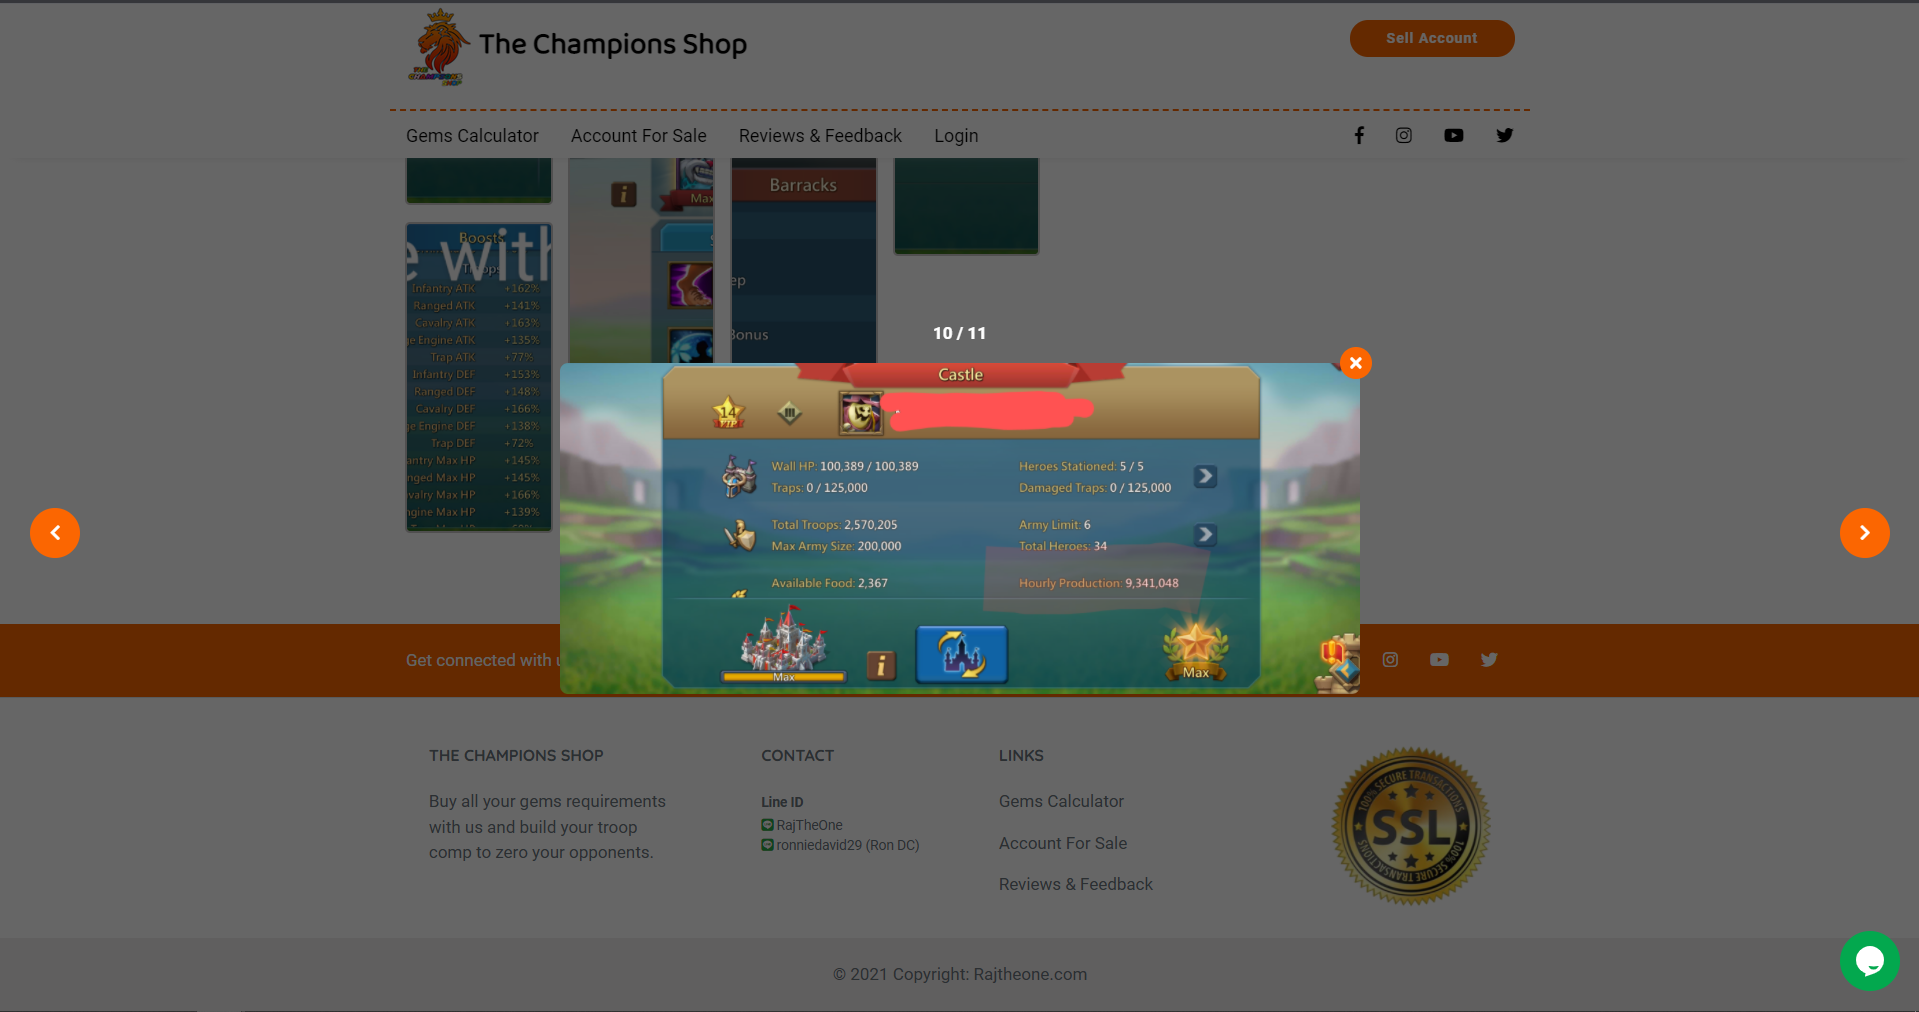 The Champions Shop
Sell Account
Gems Calculator Account For Sale Reviews & Feedback Login
Max
Barracks
ep
Bonus
Boosts
e with
Troops
Infantry ATK +162%
Ranged ATK +141%
Cavalry ATK +163%
ge Engine ATK +135%
Trap ATK +77%
Infantry DEF +153%
Ranged DEF +148%
Cavalry DEF +166%
ge Engine DEF +138%
Trap DEF +72%
antry Max HP +145%
nged Max HP +145%
valry Max HP +166%
ngine Max HP +139%
10 / 11
Castle
14
VIP
III
Wall HP: 100,389 / 100,389
Heroes Stationed: 5 / 5
Traps: 0 / 125,000
Damaged Traps: 0 / 125,000
Total Troops: 2,570,205
Army Limit: 6
Max Army Size: 200,000
Total Heroes: 34
Available Food: 2,367
Hourly Production: 9,341,048
Max
i
Max
Get connected with u
THE CHAMPIONS SHOP
Buy all your gems requirements
with us and build your troop
comp to zero your opponents.
CONTACT
Line ID
RajTheOne
ronniedavid29 (Ron DC)
LINKS
Gems Calculator
Account For Sale
Reviews & Feedback
100% SECURE TRANSACTIONS
SSL
100% SECURE TRANSACTIONS
© 2021 Copyright: Rajtheone.com